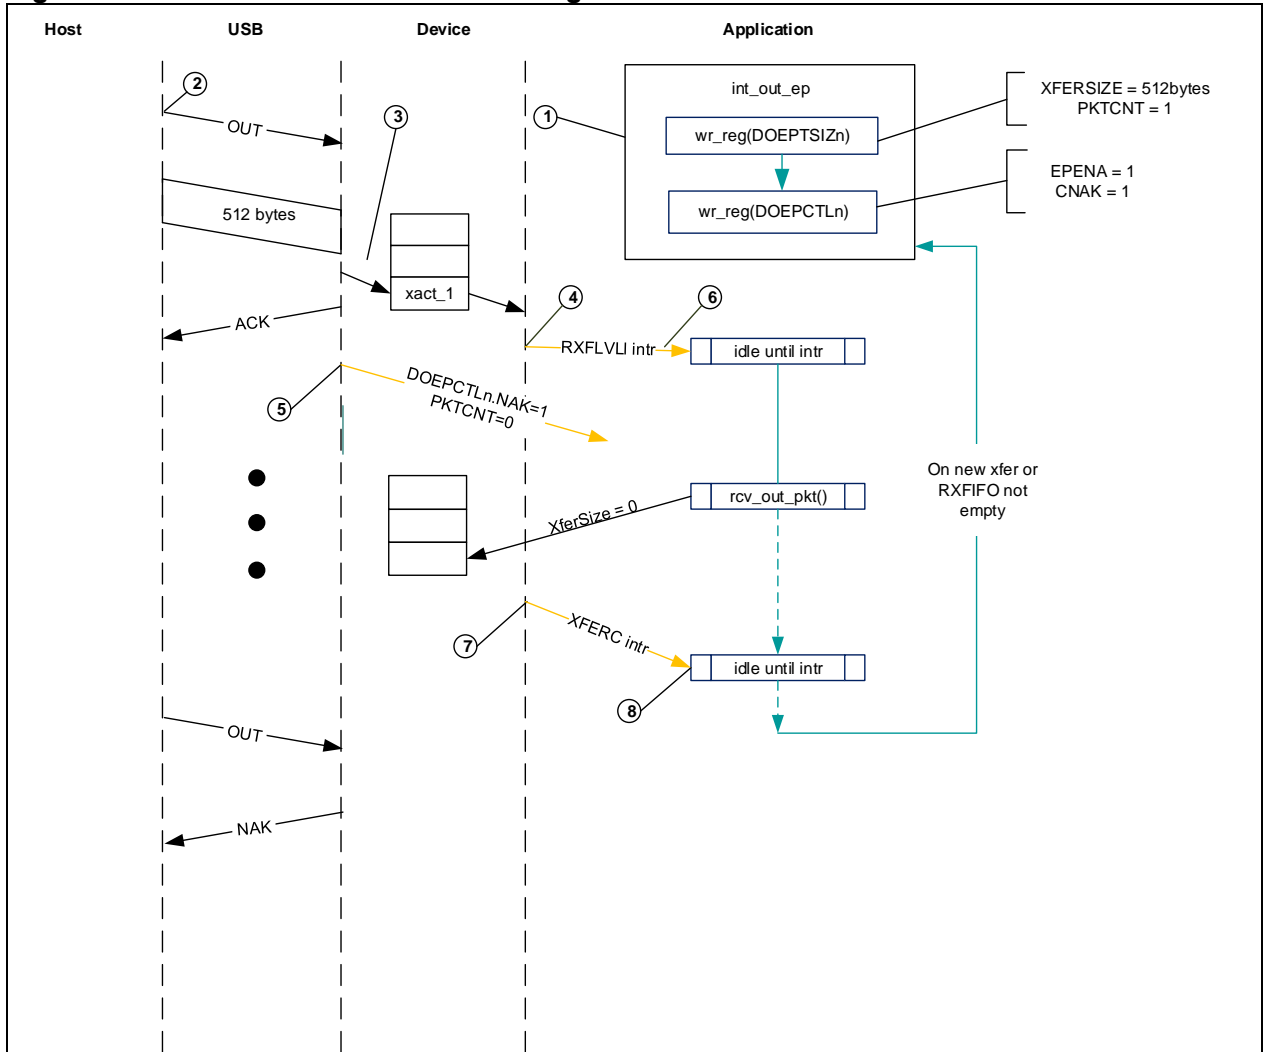 Host
USB
Device
Application
2
OUT
3
1
int_out_ep
wr_reg(DOEPTSIZn)
wr_reg(DOEPCTLn)
XFERSIZE = 512bytes
PKTCNT = 1
EPENA = 1
CNAK = 1
512 bytes
xact_1
ACK
4
6
RXFLVLI intr
idle until intr
5
DOEPCTLn.NAK=1
PKTCNT=0
On new xfer or
RXFIFO not
empty
rcv_out_pkt()
XferSize = 0
7
XFERC intr
idle until intr
8
OUT
NAK